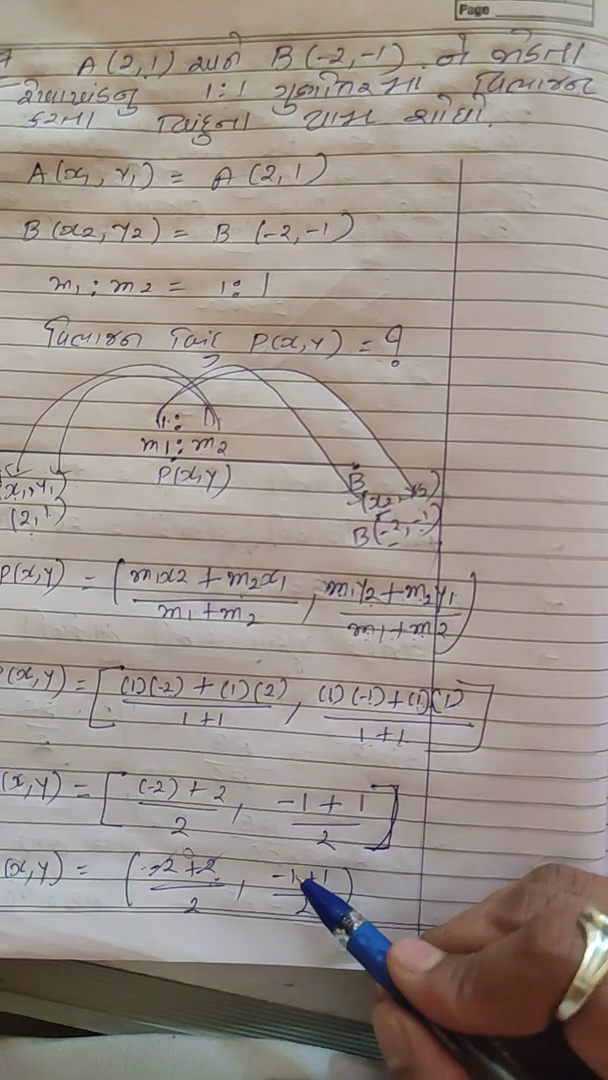 Page
A(2,1) અને B(-2,-1) ને જોડતા
રેખાખંડનું 1:1 ગુણોત્તરમાં વિભાજન
કરતા બિંદુના યામ શોધો.
A(x₁, y₁) = A(2,1)
B(x₂, y₂) = B (-2,-1)
m₁ : m₂ = 1:1
વિભાજન P(x,y) = ?
1 : 1
m₁ : m₂
P(x,y)
(x₁, y₁)
(2,1)
B
(x₂, y₂)
B(-2,-1)
P(x,y) = (m₁x₂ + m₂x₁ / m₁ + m₂ , m₁y₂ + m₂y₁ / m₁ + m₂)
P(x,y) = [(1)(-2) + (1)(2) / 1+1 , (1)(-1) + (1)(1) / 1+1]
(x,y) = [(-2) + 2 / 2 , -1 + 1 / 2]
(x,y) = (-2+2 / 2 , -1+1 / 2)